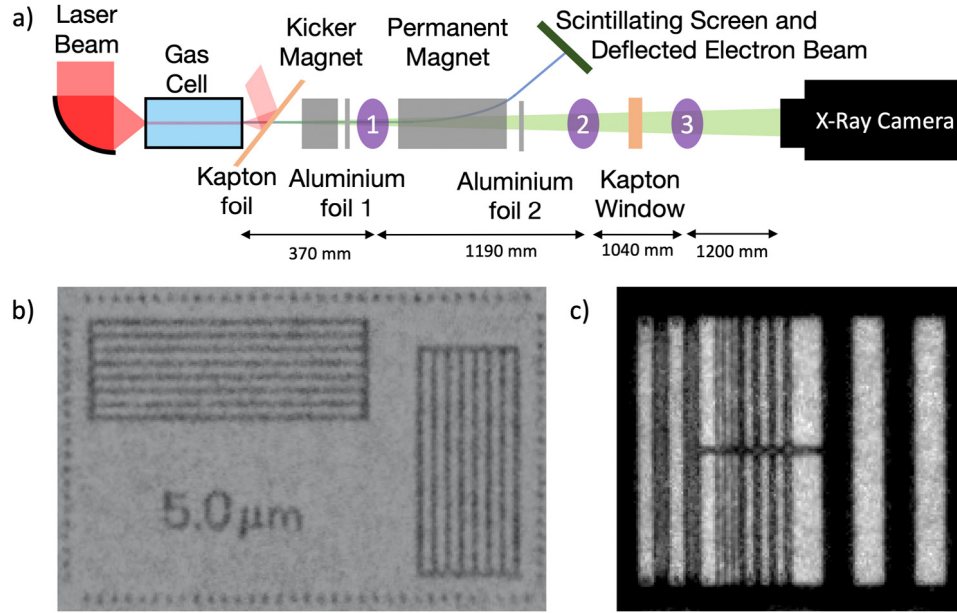 a)
Laser
Beam
Gas
Cell
Kicker
Magnet
Permanent
Magnet
Scintillating Screen and
Deflected Electron Beam
1
2
3
X-Ray Camera
Kapton
foil
Aluminium
foil 1
Aluminium
foil 2
Kapton
Window
370 mm
1190 mm
1040 mm
1200 mm
b)
5.0 μm
c)